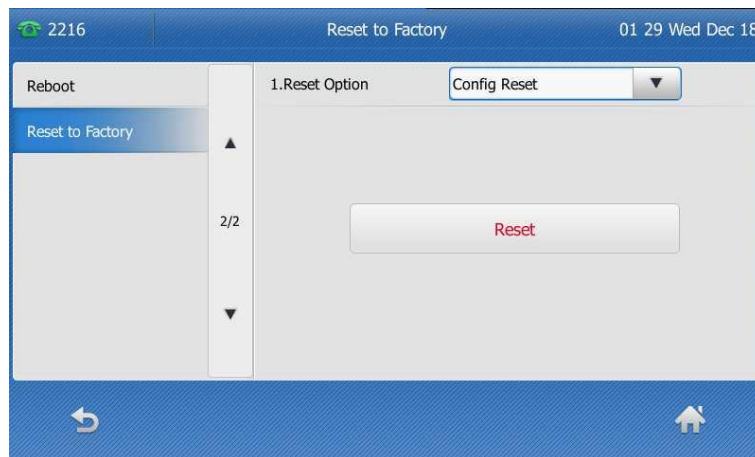 2216
Reset to Factory
01 29 Wed Dec 18
Reboot
Reset to Factory
2/2
1.Reset Option
Config Reset
Reset